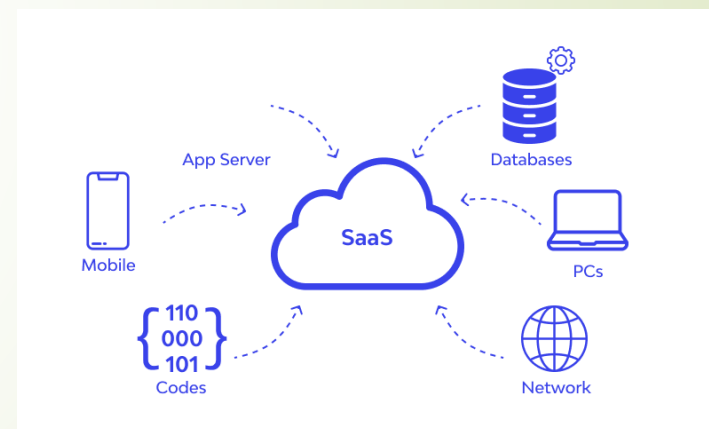 App Server
Databases
SaaS
Mobile
PCs
{ 110
000
101 }
Codes
Network